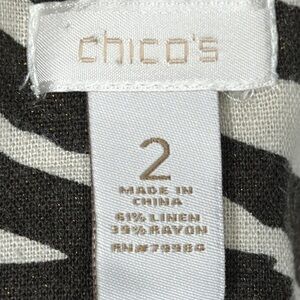 chico's
2
MADE IN
CHINA
61% LINEN
39% RAYON
RN#79984